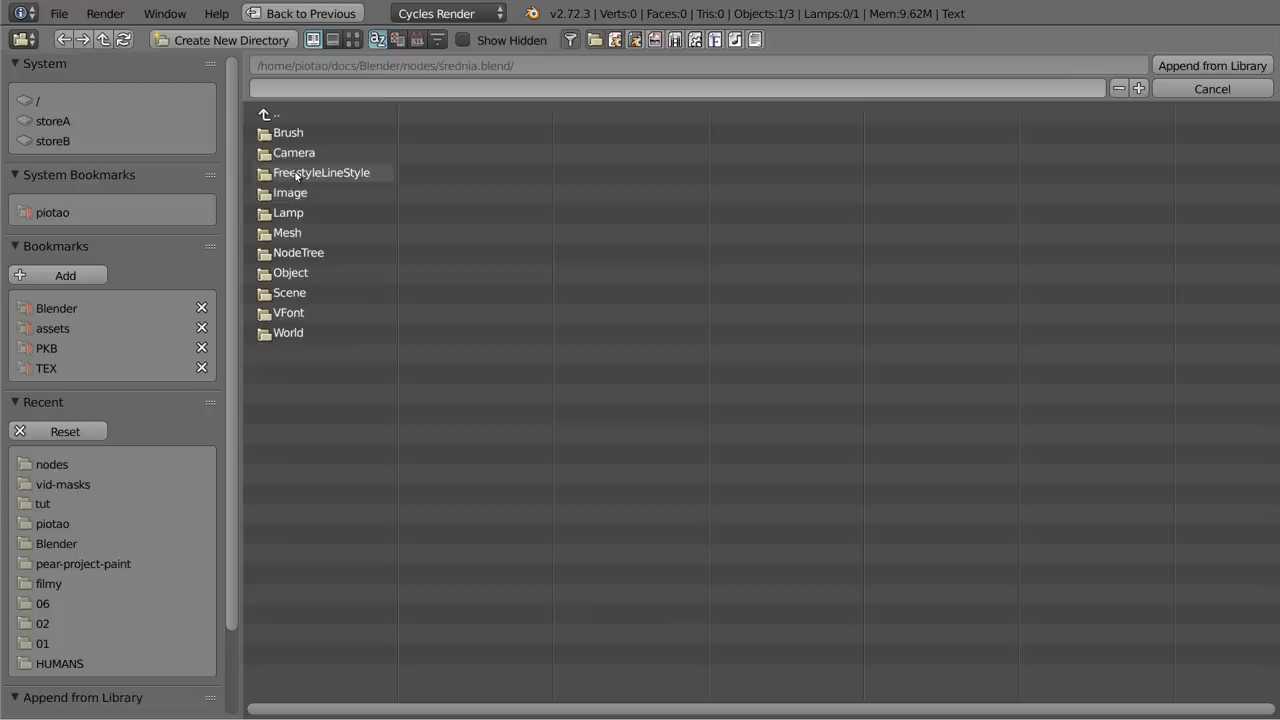 File Render Window Help Back to Previous Cycles Render v2.72.3 | Verts:0 | Faces:0 | Tris:0 | Objects:1/3 | Lamps:0/1 | Mem:9.62M | Text
Create New Directory Show Hidden
System
/
storeA
storeB
System Bookmarks
piotao
Bookmarks
Add
Blender
assets
PKB
TEX
Recent
Reset
nodes
vid-masks
tut
piotao
Blender
pear-project-paint
filmy
06
02
01
HUMANS
Append from Library
/home/piotao/docs/Blender/nodes/średnia.blend/ Append from Library
Cancel
..
Brush
Camera
FreestyleLineStyle
Image
Lamp
Mesh
NodeTree
Object
Scene
VFont
World